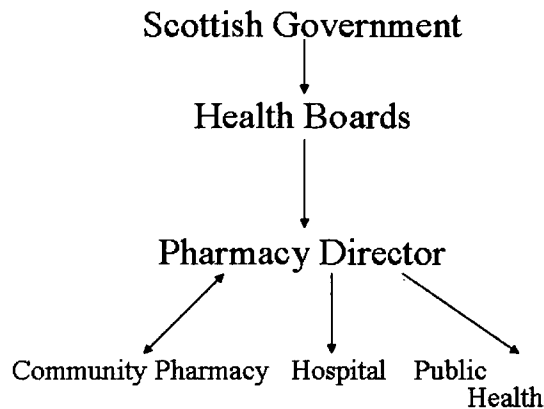 Scottish Government
Health Boards
Pharmacy Director
Community Pharmacy Hospital Public
Health